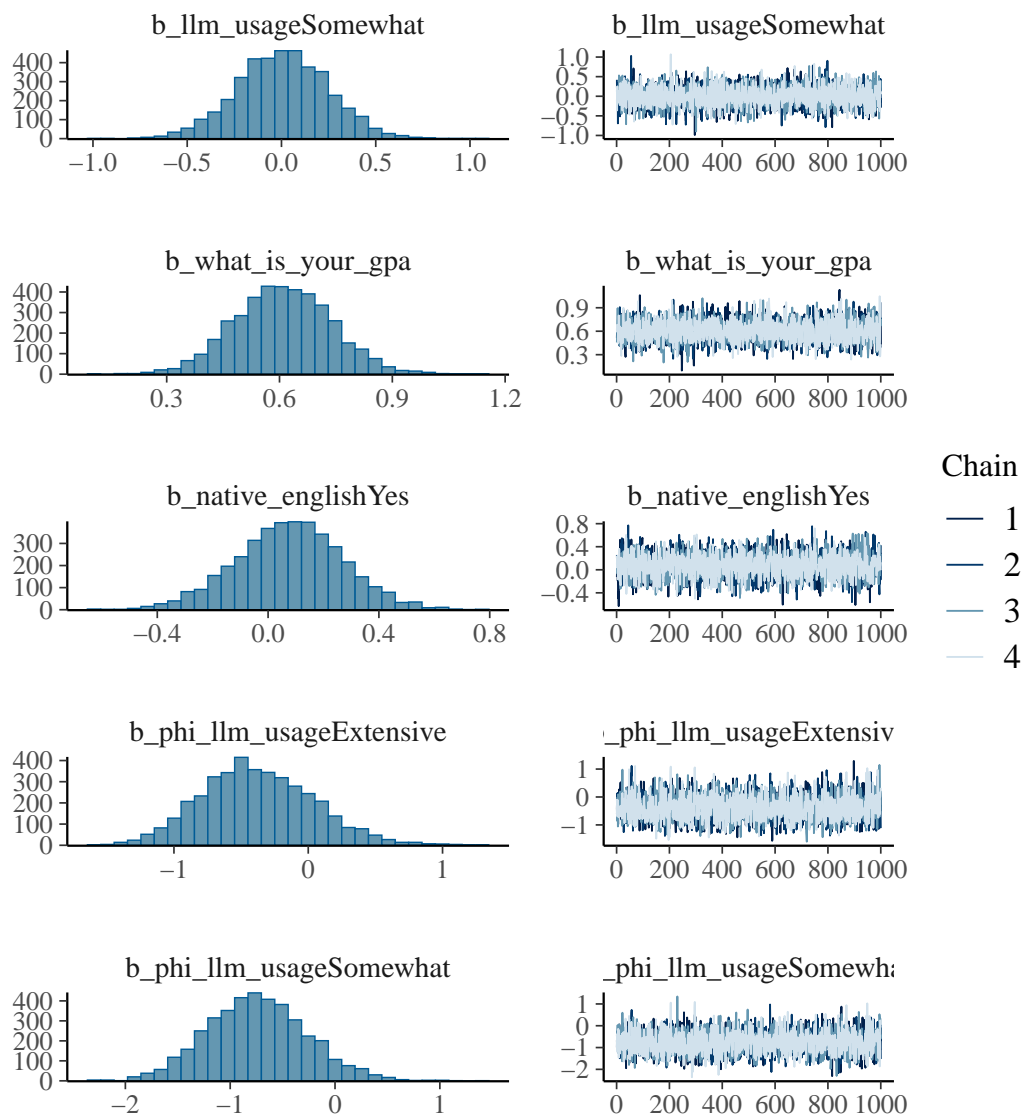 b_llm_usageSomewhat
400
300
200
100
0
−1.0 −0.5 0.0 0.5 1.0
b_llm_usageSomewhat
1.0
0.5
0.0
−0.5
−1.0
0 200 400 600 800 1000
b_what_is_your_gpa
400
300
200
100
0
0.3 0.6 0.9 1.2
b_what_is_your_gpa
0.9
0.6
0.3
0 200 400 600 800 1000
b_native_englishYes
300
200
100
0
−0.4 0.0 0.4 0.8
b_native_englishYes
0.8
0.4
0.0
−0.4
0 200 400 600 800 1000
b_phi_llm_usageExtensive
400
300
200
100
0
−1 0 1
_phi_llm_usageExtensiv
1
0
−1
0 200 400 600 800 1000
b_phi_llm_usageSomewhat
400
300
200
100
0
−2 −1 0 1
_phi_llm_usageSomewha
1
0
−1
−2
0 200 400 600 800 1000
Chain
1
2
3
4